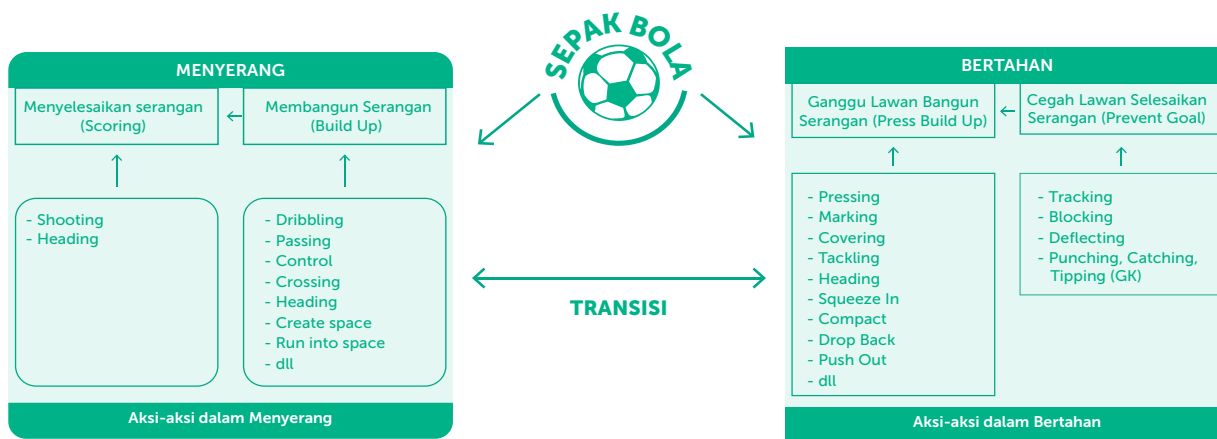 SEPAK BOLA
MENYERANG
Menyelesaikan serangan
(Scoring)
Membangun Serangan
(Build Up)
- Shooting
- Heading
- Dribbling
- Passing
- Control
- Crossing
- Heading
- Create space
- Run into space
- dll
Aksi-aksi dalam Menyerang
TRANSISI
BERTAHAN
Ganggu Lawan Bangun
Serangan (Press Build Up)
Cegah Lawan Selesaikan
Serangan (Prevent Goal)
- Pressing
- Marking
- Covering
- Tackling
- Heading
- Squeeze In
- Compact
- Drop Back
- Push Out
- dll
- Tracking
- Blocking
- Deflecting
- Punching, Catching,
Tipping (GK)
Aksi-aksi dalam Bertahan